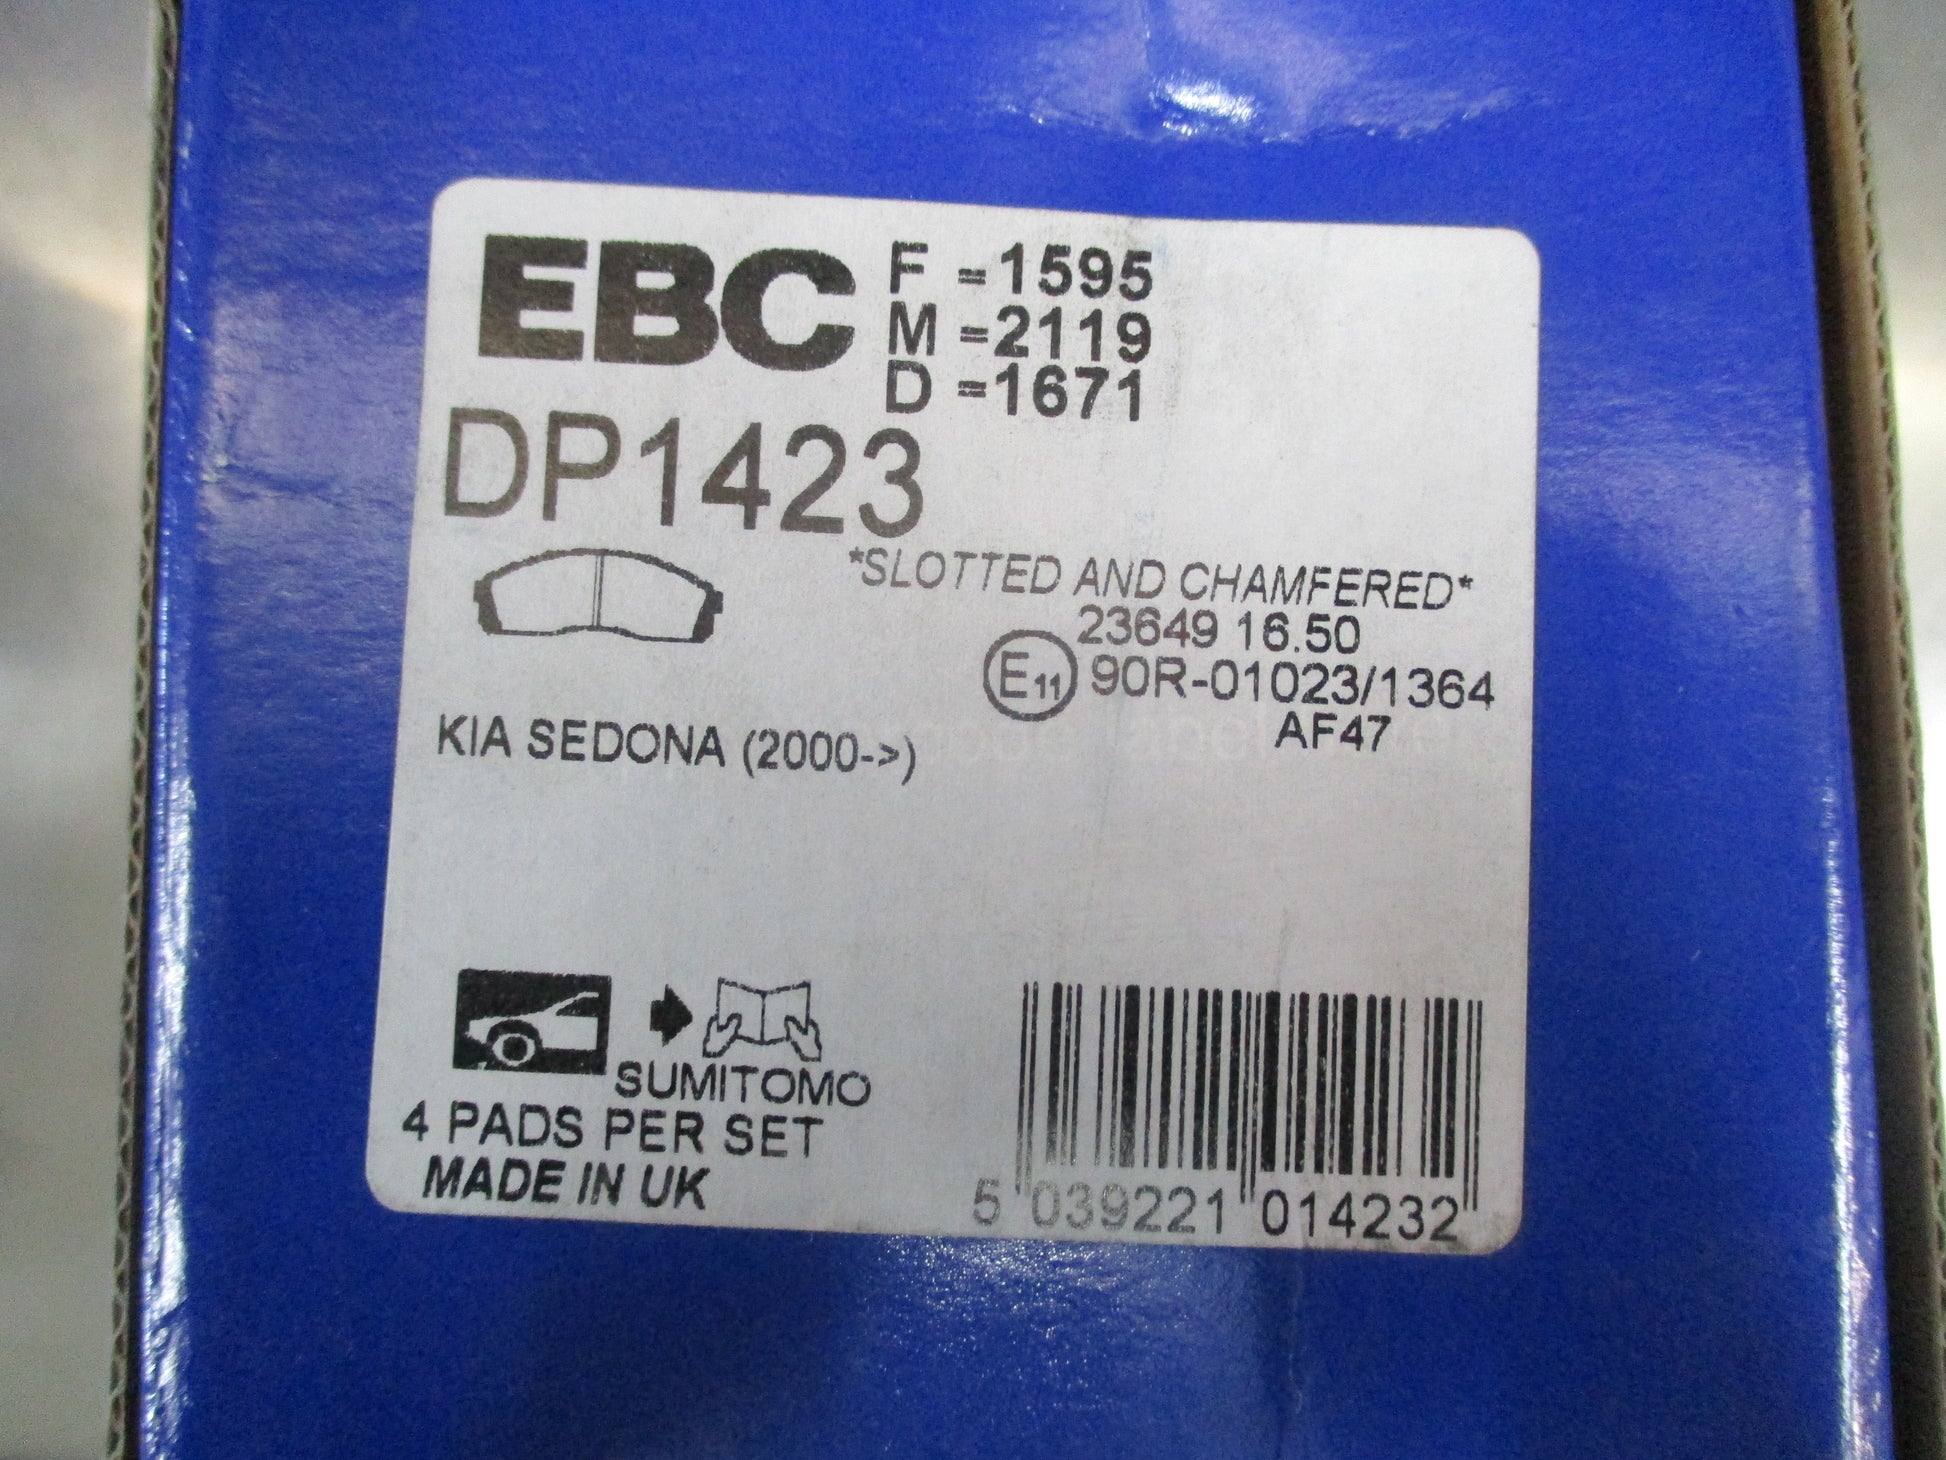 EBC
F =1595
M =2119
D =1671
DP1423
*SLOTTED AND CHAMFERED*
23649 16.50
E11 90R-01023/1364
AF47
KIA SEDONA (2000->)
SUMITOMO
4 PADS PER SET
MADE IN UK
5 039221 014232